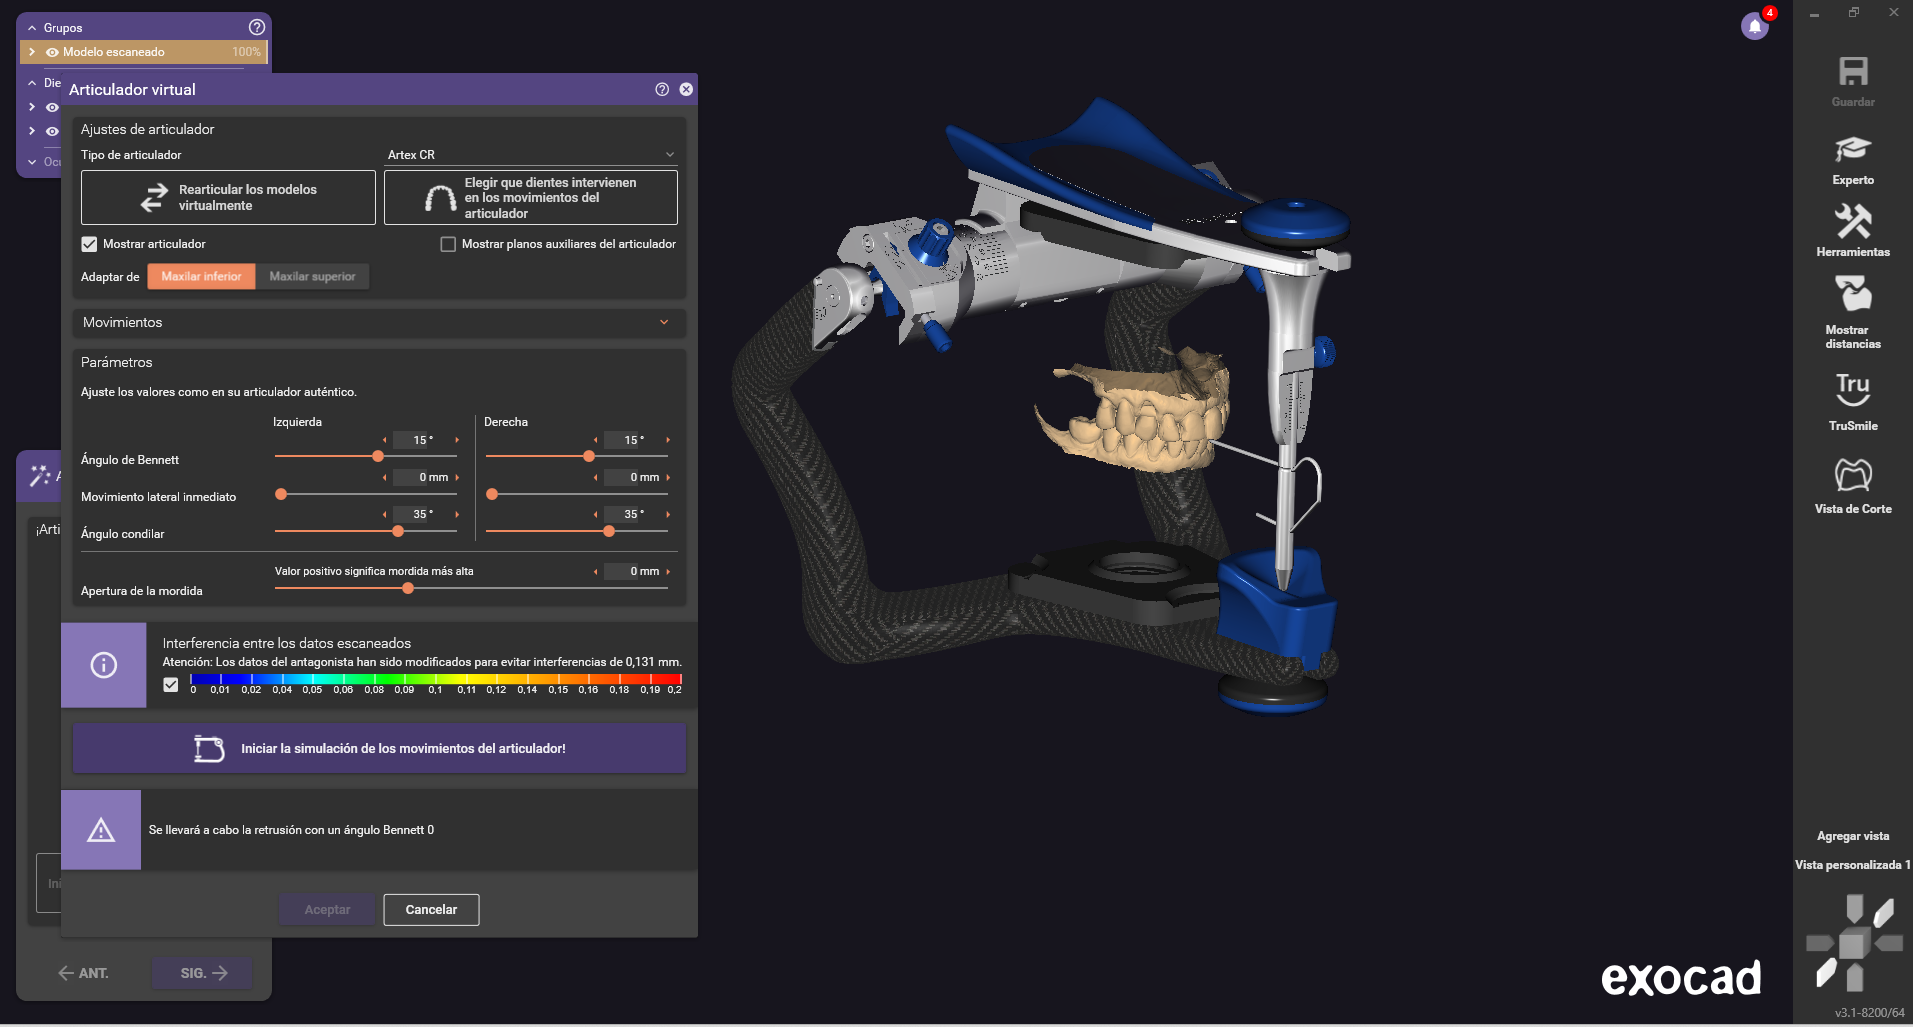 Grupos
Modelo escaneado 100%
Die
Articulador virtual
Ajustes de articulador
Tipo de articulador Artex CR
Rearticular los modelos
virtualmente
Elegir que dientes intervienen
en los movimientos del
articulador
Mostrar articulador
Mostrar planos auxiliares del articulador
Adaptar de Maxilar inferior Maxilar superior
Movimientos
Parámetros
Ajuste los valores como en su articulador auténtico.
Izquierda Derecha
15 ° 15 °
Ángulo de Bennett
0 mm 0 mm
Movimiento lateral inmediato
35 ° 35 °
Ángulo condilar
Valor positivo significa mordida más alta 0 mm
Apertura de la mordida
Interferencia entre los datos escaneados
Atención: Los datos del antagonista han sido modificados para evitar interferencias de 0,131 mm.
0 0,01 0,02 0,04 0,05 0,06 0,08 0,09 0,1 0,11 0,12 0,14 0,15 0,16 0,18 0,19 0,2
Iniciar la simulación de los movimientos del articulador!
Se llevará a cabo la retrusión con un ángulo Bennett 0
Aceptar Cancelar
¡Arti
ANT. SIG.
4
Guardar
Experto
Herramientas
Mostrar
distancias
Tru
TruSmile
Vista de Corte
Agregar vista
Vista personalizada 1
exocad
v3.1-8200/64